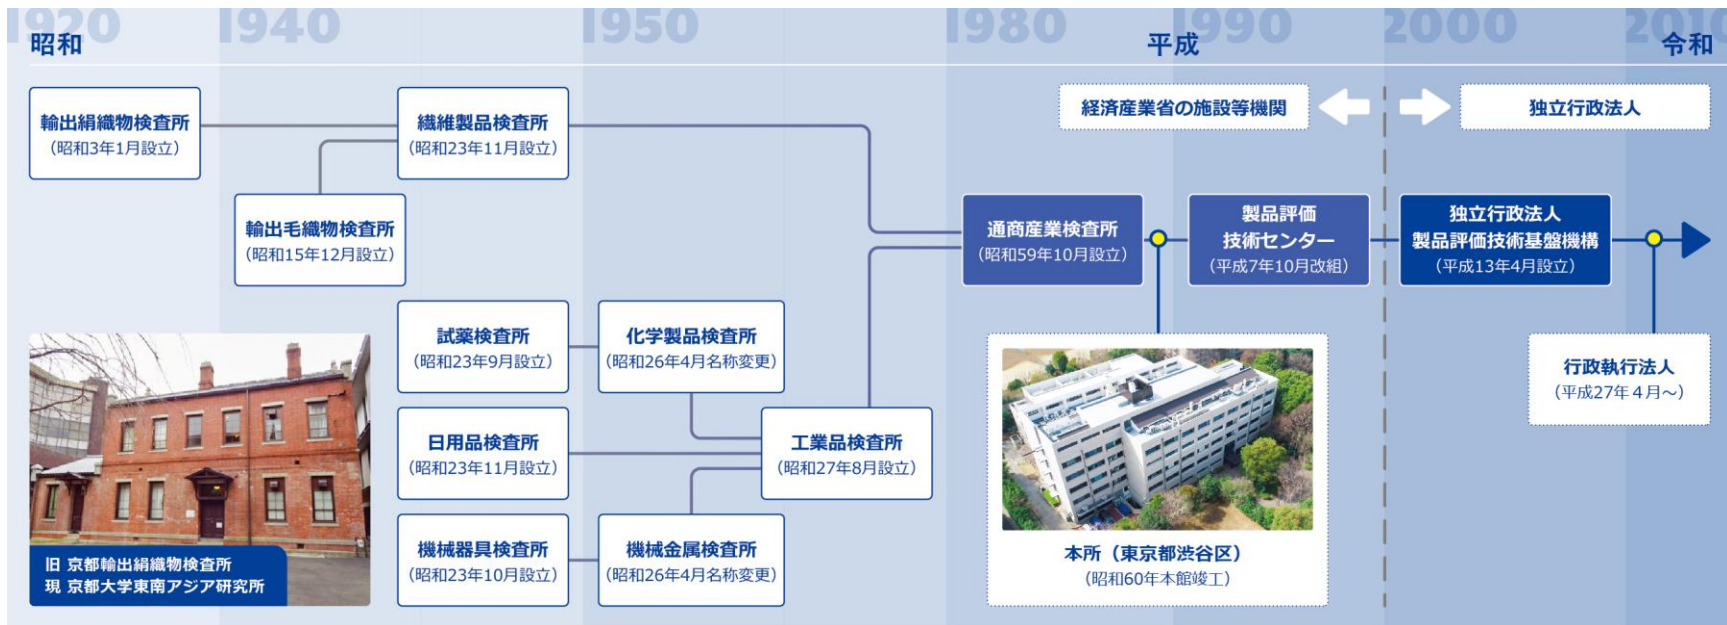 1920
1940
1950
1980
1990
2000
2010
昭和
平成
令和
輸出絹織物検査所
（昭和3年1月設立）
繊維製品検査所
（昭和23年11月設立）
経済産業省の施設等機関
独立行政法人
輸出毛織物検査所
（昭和15年12月設立）
通商産業検査所
（昭和59年10月設立）
製品評価
技術センター
（平成7年10月改組）
独立行政法人
製品評価技術基盤機構
（平成13年4月設立）
試薬検査所
（昭和23年9月設立）
化学製品検査所
（昭和26年4月名称変更）
行政執行法人
（平成27年４月～）
日用品検査所
（昭和23年11月設立）
工業品検査所
（昭和27年8月設立）
機械器具検査所
（昭和23年10月設立）
機械金属検査所
（昭和26年4月名称変更）
本所（東京都渋谷区）
（昭和60年本館竣工）
旧 京都輸出絹織物検査所
現 京都大学東南アジア研究所